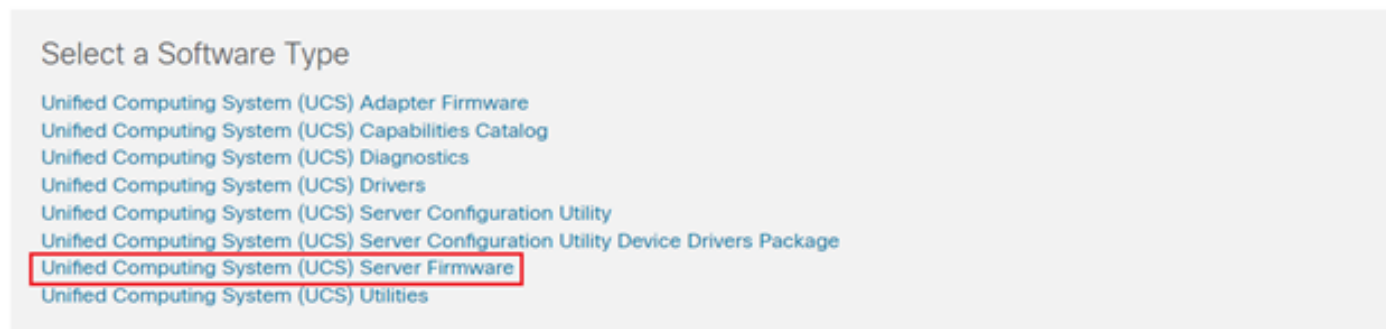 Select a Software Type
Unified Computing System (UCS) Adapter Firmware
Unified Computing System (UCS) Capabilities Catalog
Unified Computing System (UCS) Diagnostics
Unified Computing System (UCS) Drivers
Unified Computing System (UCS) Server Configuration Utility
Unified Computing System (UCS) Server Configuration Utility Device Drivers Package
Unified Computing System (UCS) Server Firmware
Unified Computing System (UCS) Utilities